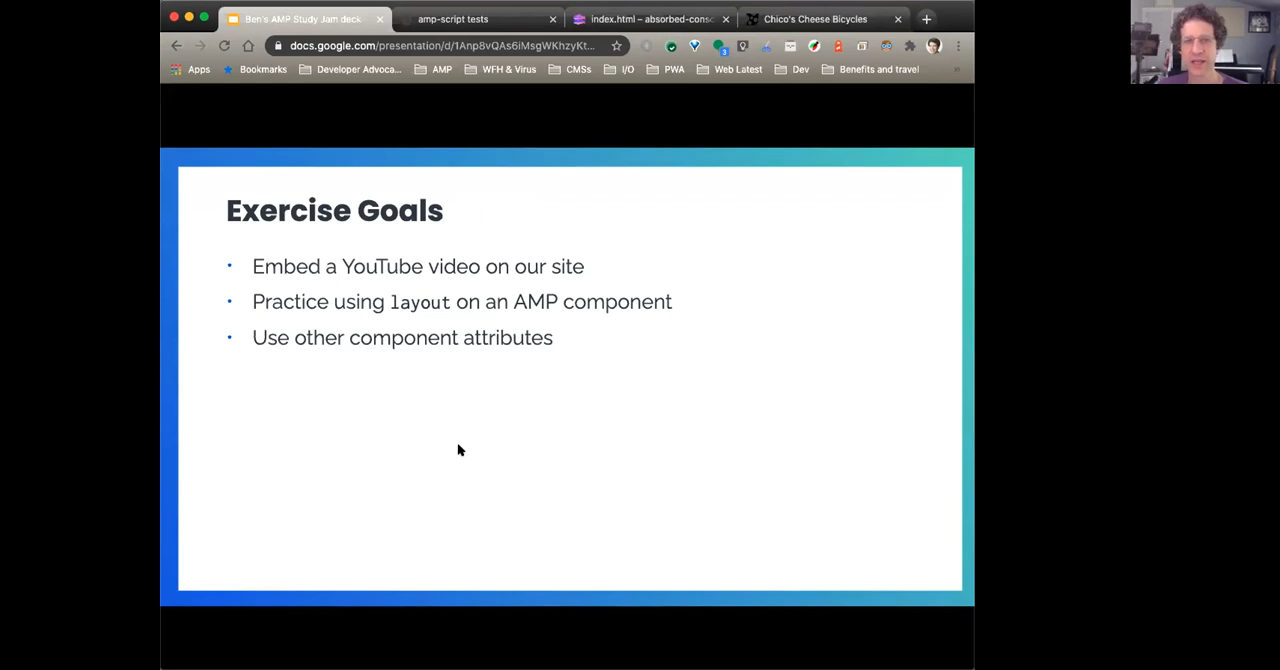 Ben's AMP Study Jam deck
amp-script tests
index.html – absorbed-consc
Chico's Cheese Bicycles
docs.google.com/presentation/d/1Anp8vQAs6iMsgWKhzyKt...
3
Apps
Bookmarks
Developer Advoca...
AMP
WFH & Virus
CMSs
I/O
PWA
Web Latest
Dev
Benefits and travel
»
Exercise Goals
• Embed a YouTube video on our site
• Practice using layout on an AMP component
• Use other component attributes